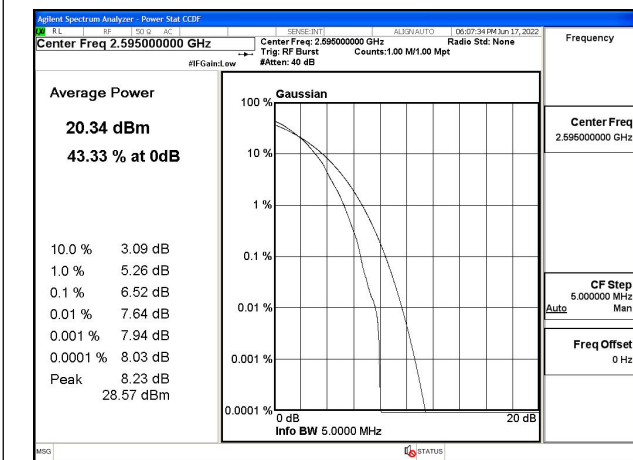 Agilent Spectrum Analyzer - Power Stat CCDF
RL RF 50 Ω AC SENSE:INT ALIGN AUTO 06:07:34 PM Jun 17, 2022
Center Freq 2.595000000 GHz
Center Freq: 2.595000000 GHz Radio Std: None
Trig: RF Burst Counts:1.00 M/1.00 Mpt
#IFGain:Low #Atten: 40 dB
Frequency
Average Power
20.34 dBm
43.33 % at 0dB
10.0 % 3.09 dB
1.0 % 5.26 dB
0.1 % 6.52 dB
0.01 % 7.64 dB
0.001 % 7.94 dB
0.0001 % 8.03 dB
Peak 8.23 dB
28.57 dBm
Gaussian
100 %
10 %
1 %
0.1 %
0.01 %
0.001 %
0.0001 %
0 dB 20 dB
Info BW 5.0000 MHz
Center Freq
2.595000000 GHz
CF Step
5.000000 MHz
Auto Man
Freq Offset
0 Hz
MSG STATUS